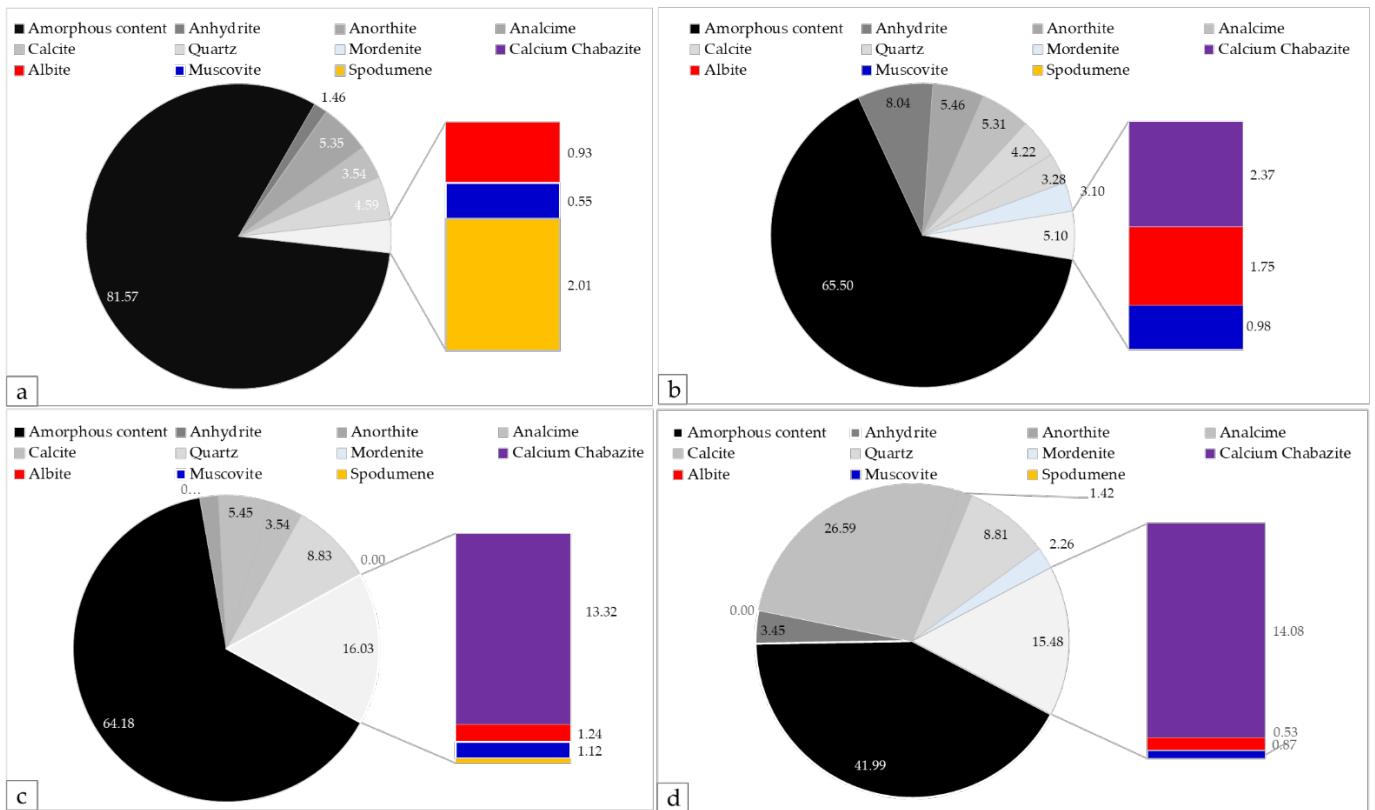 Amorphous content Anhydrite Anorthite Analcime
Calcite Quartz Mordenite Calcium Chabazite
Albite Muscovite Spodumene
1.46
5.35
3.54
4.59
81.57
0.93
0.55
2.01
a
Amorphous content Anhydrite Anorthite Analcime
Calcite Quartz Mordenite Calcium Chabazite
Albite Muscovite Spodumene
8.04
5.46
5.31
4.22
3.28
3.10
5.10
65.50
2.37
1.75
0.98
b
Amorphous content Anhydrite Anorthite Analcime
Calcite Quartz Mordenite Calcium Chabazite
Albite Muscovite Spodumene
0...
5.45
3.54
8.83
0.00
16.03
64.18
13.32
1.24
1.12
c
Amorphous content Anhydrite Anorthite Analcime
Calcite Quartz Mordenite Calcium Chabazite
Albite Muscovite Spodumene
1.42
26.59
8.81
2.26
0.00
3.45
15.48
41.99
14.08
0.53
0.87
d